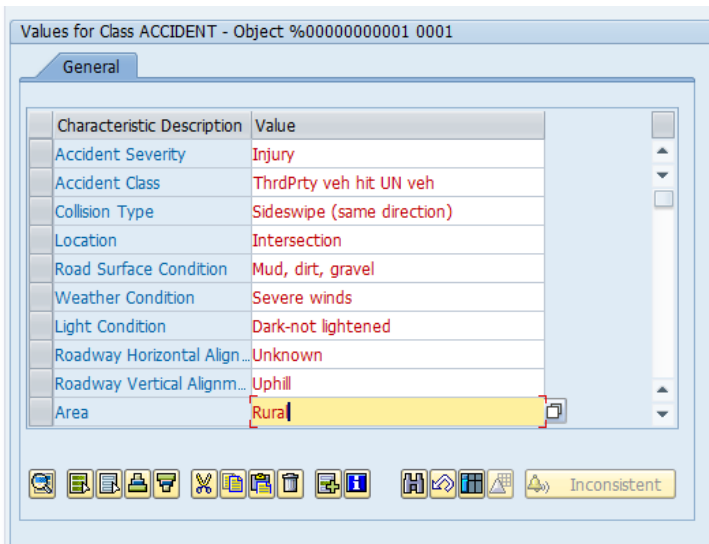 Values for Class ACCIDENT - Object %00000000001 0001
General
Characteristic Description Value
Accident Severity Injury
Accident Class ThrdPrty veh hit UN veh
Collision Type Sideswipe (same direction)
Location Intersection
Road Surface Condition Mud, dirt, gravel
Weather Condition Severe winds
Light Condition Dark-not lightened
Roadway Horizontal Align... Unknown
Roadway Vertical Alignm... Uphill
Area Rural
Inconsistent